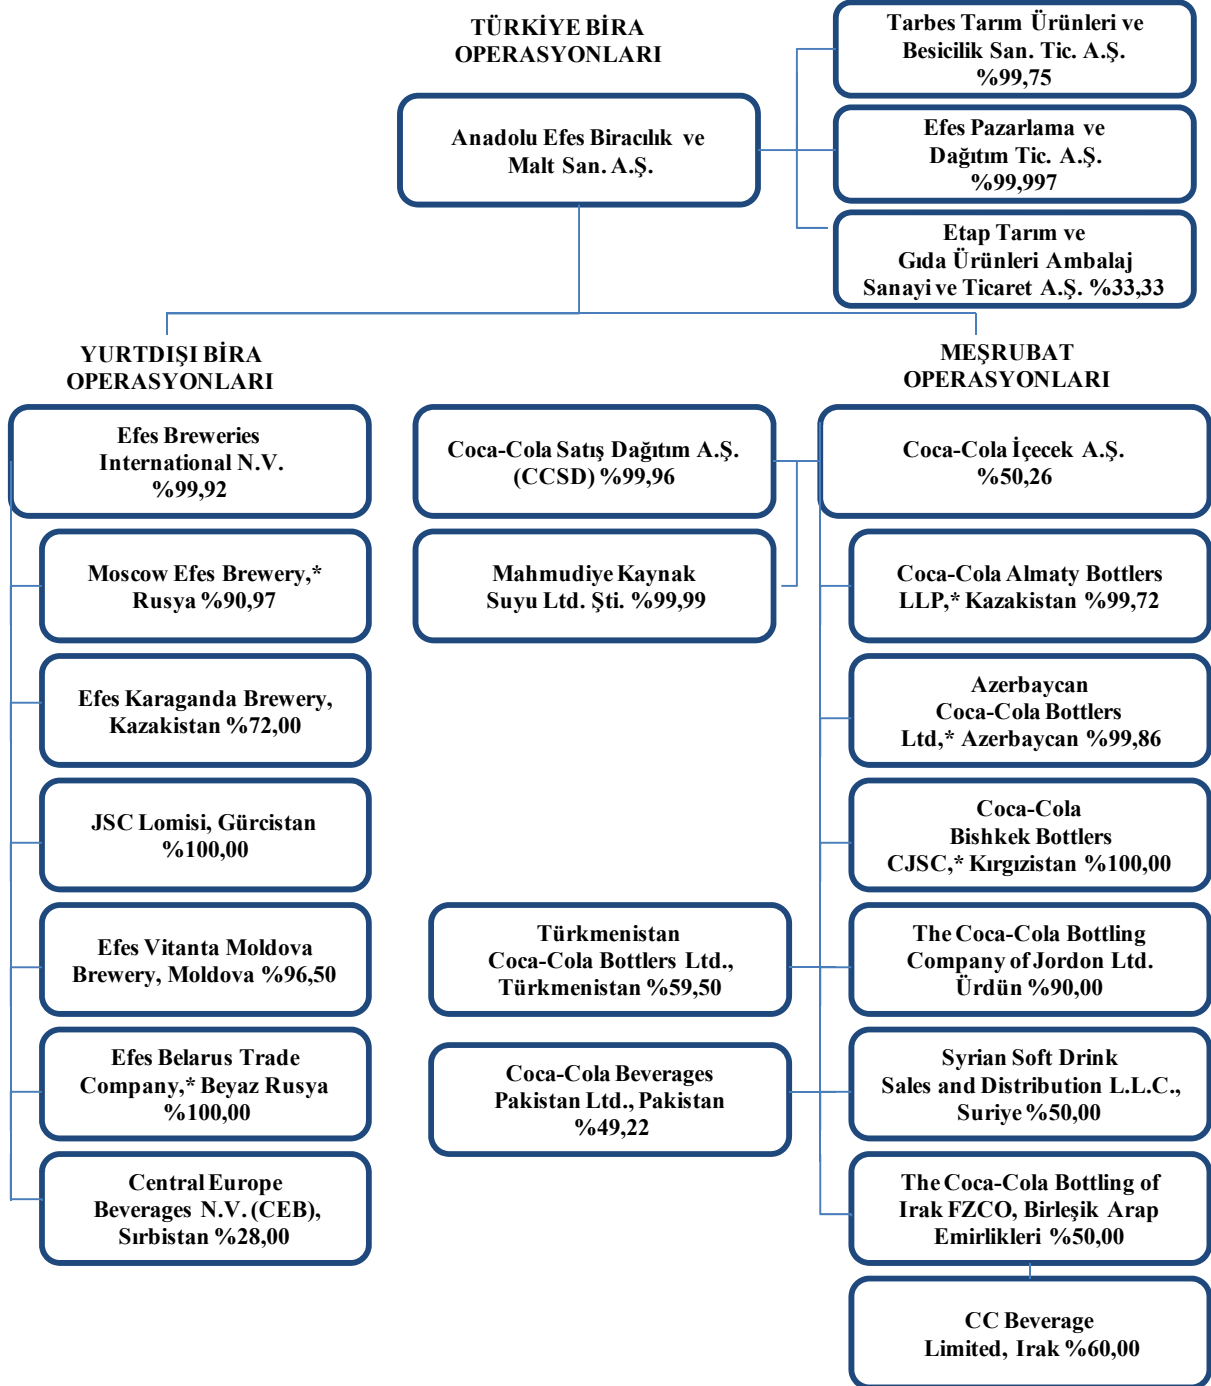 TÜRKİYE BİRA
OPERASYONLARI
Anadolu Efes Biracılık ve
Malt San. A.Ş.
Tarbes Tarım Ürünleri ve
Besicilik San. Tic. A.Ş.
%99,75
Efes Pazarlama ve
Dağıtım Tic. A.Ş.
%99,997
Etap Tarım ve
Gıda Ürünleri Ambalaj
Sanayi ve Ticaret A.Ş. %33,33
YURTDIŞI BİRA
OPERASYONLARI
Efes Breweries
International N.V.
%99,92
Moscow Efes Brewery,*
Rusya %90,97
Efes Karaganda Brewery,
Kazakistan %72,00
JSC Lomisi, Gürcistan
%100,00
Efes Vitanta Moldova
Brewery, Moldova %96,50
Efes Belarus Trade
Company,* Beyaz Rusya
%100,00
Central Europe
Beverages N.V. (CEB),
Sırbistan %28,00
MEŞRUBAT
OPERASYONLARI
Coca-Cola Satış Dağıtım A.Ş.
(CCSD) %99,96
Mahmudiye Kaynak
Suyu Ltd. Şti. %99,99
Türkmenistan
Coca-Cola Bottlers Ltd.,
Türkmenistan %59,50
Coca-Cola Beverages
Pakistan Ltd., Pakistan
%49,22
Coca-Cola İçecek A.Ş.
%50,26
Coca-Cola Almaty Bottlers
LLP,* Kazakistan %99,72
Azerbaycan
Coca-Cola Bottlers
Ltd,* Azerbaycan %99,86
Coca-Cola
Bishkek Bottlers
CJSC,* Kırgızistan %100,00
The Coca-Cola Bottling
Company of Jordon Ltd.
Ürdün %90,00
Syrian Soft Drink
Sales and Distribution L.L.C.,
Suriye %50,00
The Coca-Cola Bottling of
Irak FZCO, Birleşik Arap
Emirlikleri %50,00
CC Beverage
Limited, Irak %60,00